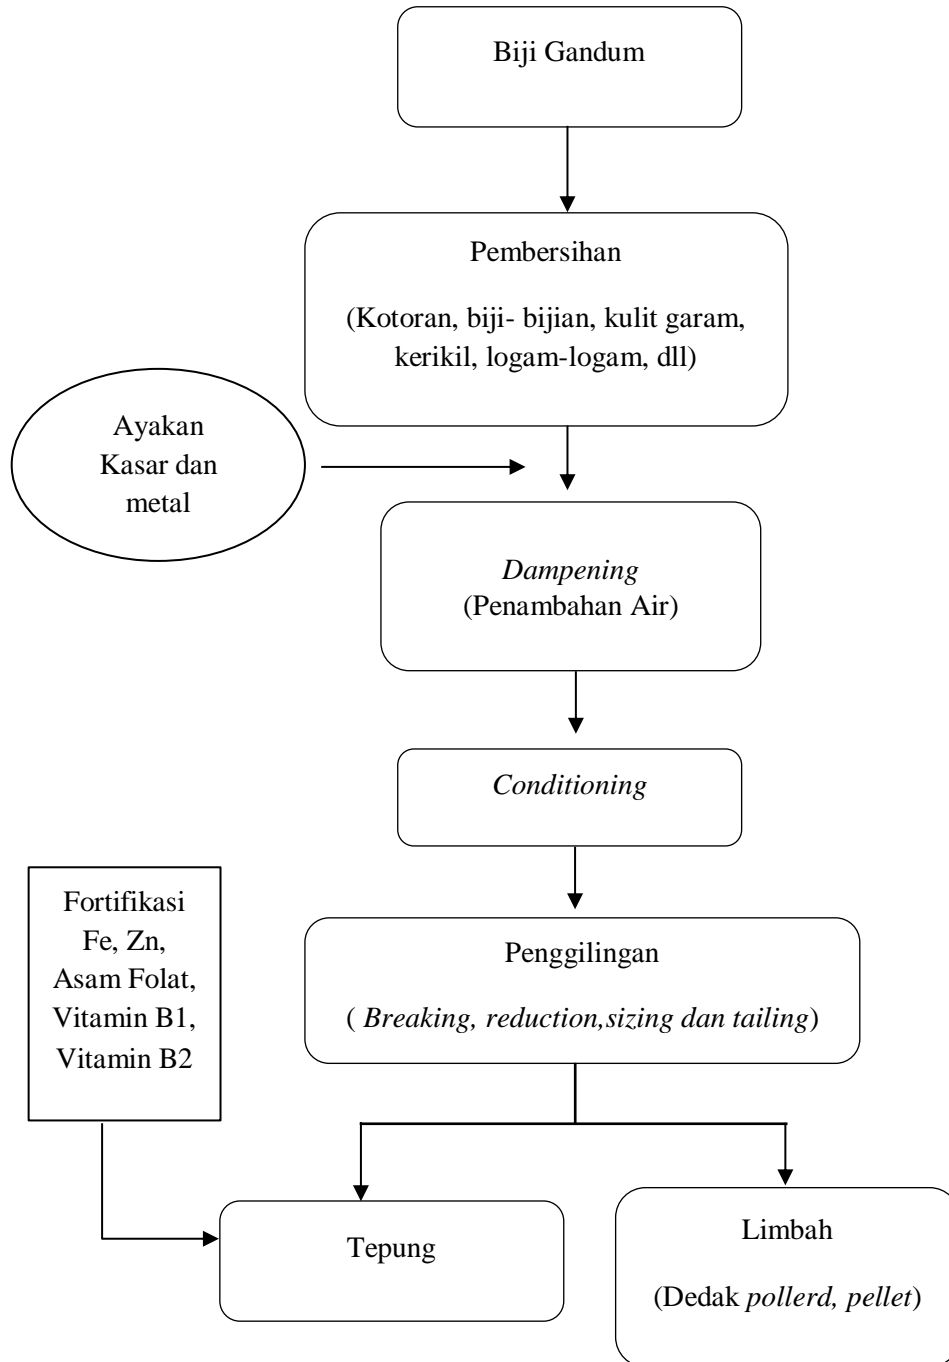 Biji Gandum
Pembersihan
(Kotoran, biji- bijian, kulit garam,
kerikil, logam-logam, dll)
Ayakan
Kasar dan
metal
Dampening
(Penambahan Air)
Conditioning
Fortifikasi
Fe, Zn,
Asam Folat,
Vitamin B1,
Vitamin B2
Penggilingan
( Breaking, reduction,sizing dan tailing)
Tepung
Limbah
(Dedak pollerd, pellet)